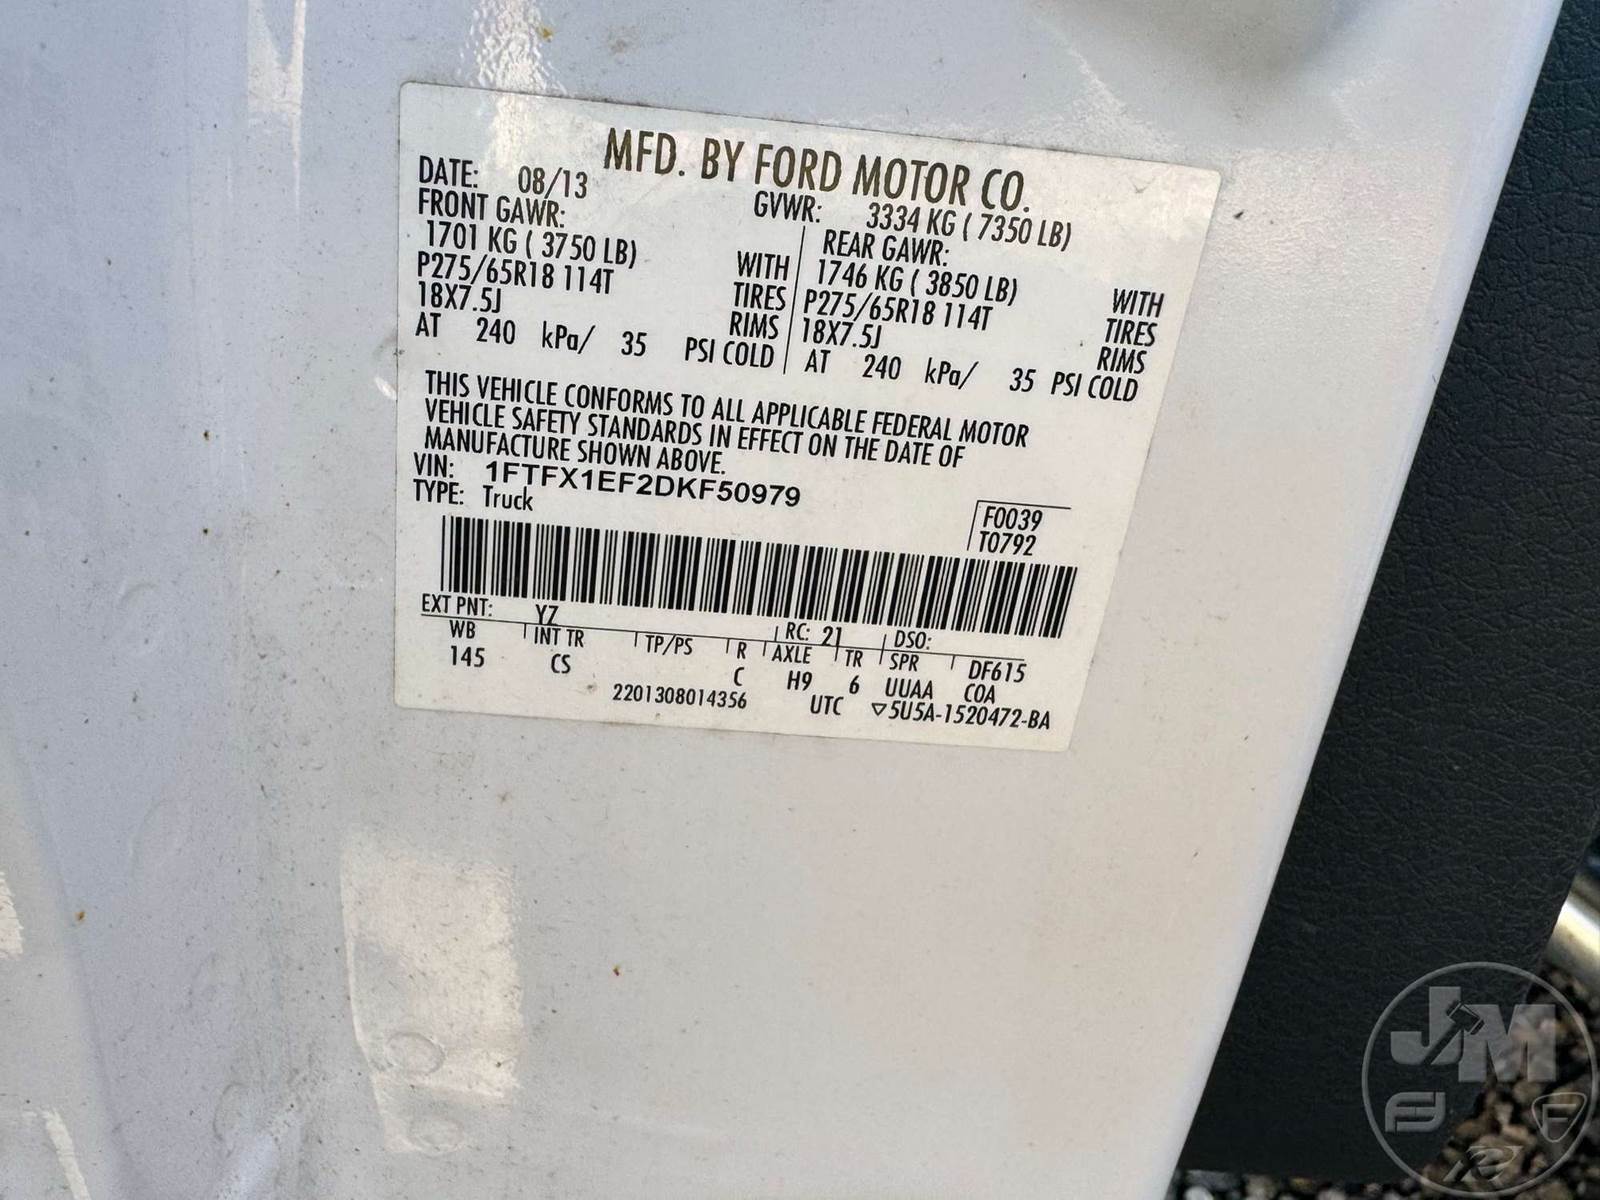 MFD. BY FORD MOTOR CO.
DATE: 08/13 GVWR: 3334 KG ( 7350 LB)
FRONT GAWR: REAR GAWR:
1701 KG ( 3750 LB) WITH 1746 KG ( 3850 LB) WITH
P275/65R18 114T TIRES P275/65R18 114T TIRES
18X7.5J RIMS 18X7.5J RIMS
AT 240 kPa/ 35 PSI COLD AT 240 kPa/ 35 PSI COLD
THIS VEHICLE CONFORMS TO ALL APPLICABLE FEDERAL MOTOR
VEHICLE SAFETY STANDARDS IN EFFECT ON THE DATE OF
MANUFACTURE SHOWN ABOVE.
VIN: 1FTFX1EF2DKF50979
TYPE: Truck
F0039
T0792
EXT PNT: YZ RC: 21 DSO:
WB INT TR TP/PS R AXLE TR SPR DF615
145 CS C H9 6 UUAA COA
2201308014356 UTC ▽5U5A-1520472-BA
JM